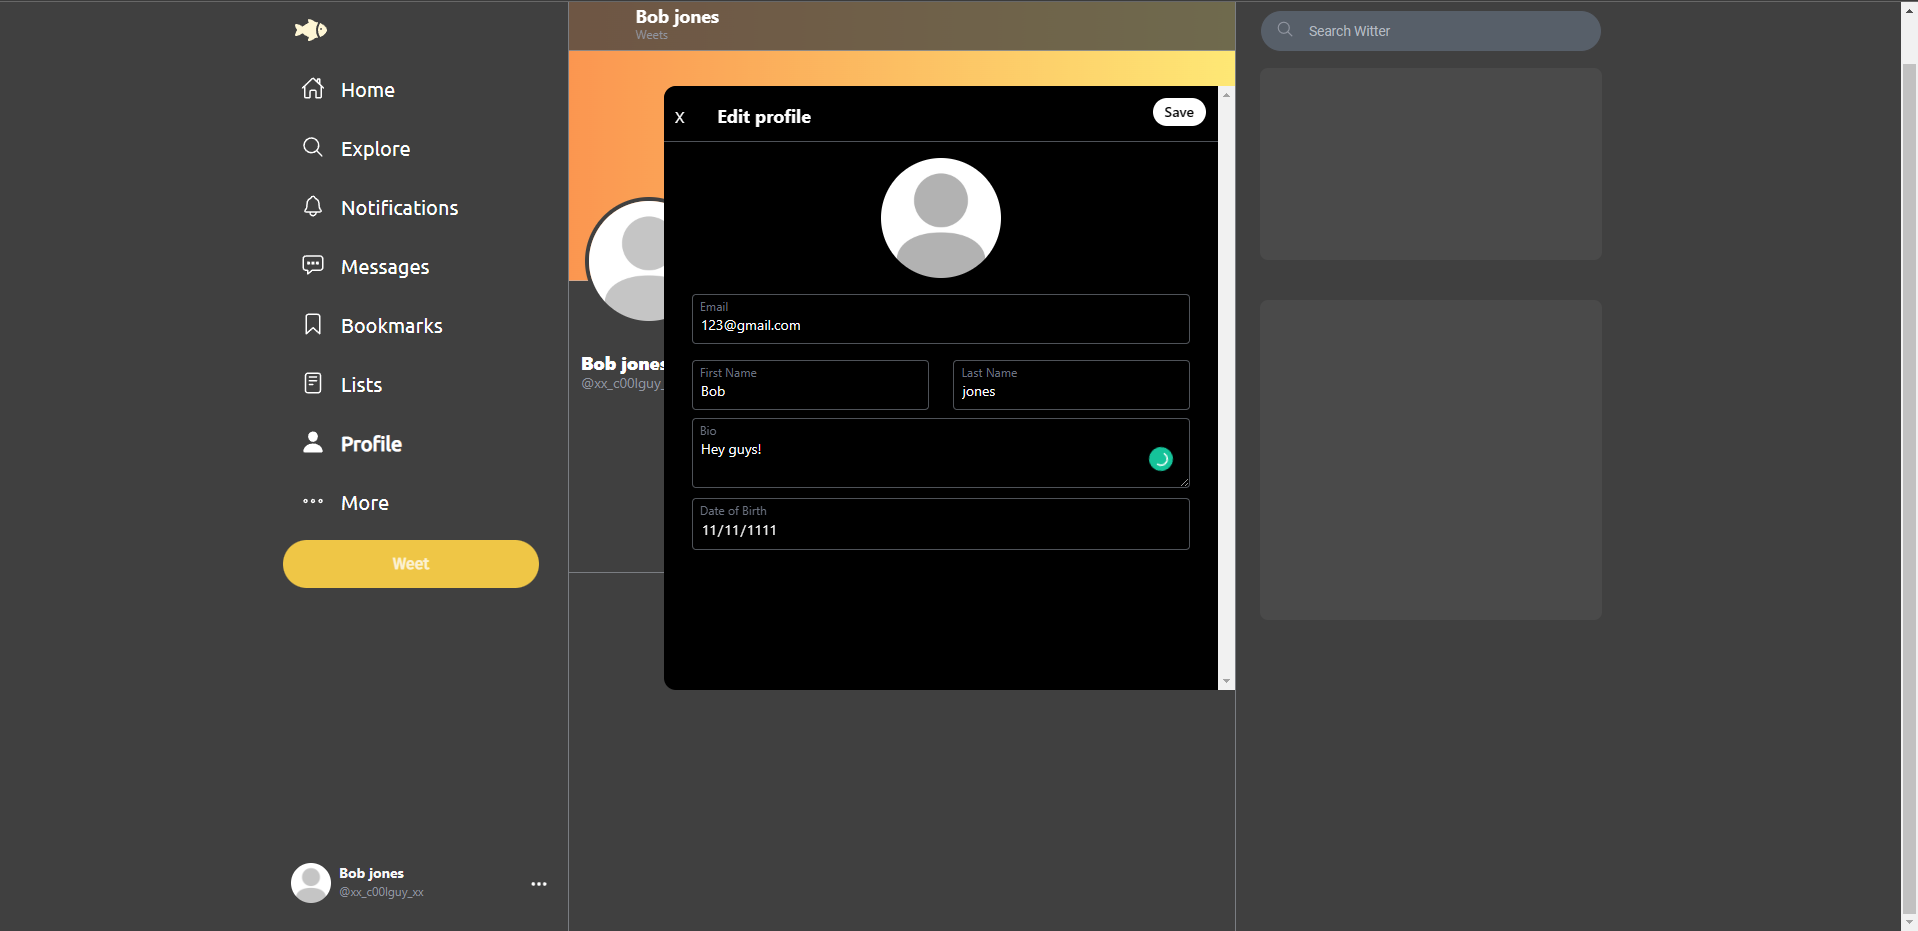 Home
Explore
Notifications
Messages
Bookmarks
Lists
Profile
More
Weet
Bob jones
@xx_c00lguy_xx
Bob jones
Weets
Bob jones
@xx_c00lguy_
X
Edit profile
Save
Email
123@gmail.com
First Name
Bob
Last Name
jones
Bio
Hey guys!
Date of Birth
11/11/1111
Search Witter